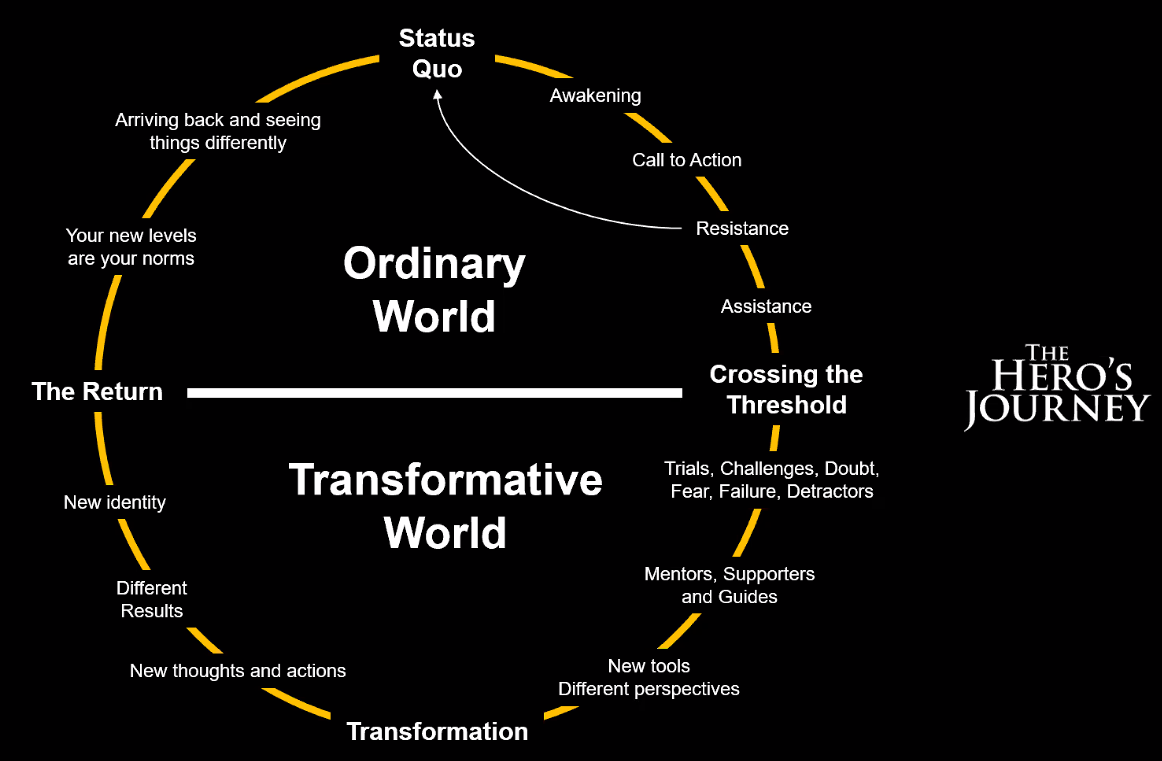 Status
Quo
Awakening
Call to Action
Resistance
Assistance
Crossing the
Threshold
Trials, Challenges, Doubt,
Fear, Failure, Detractors
Mentors, Supporters
and Guides
New tools
Different perspectives
Transformation
New thoughts and actions
Different
Results
New identity
The Return
Your new levels
are your norms
Arriving back and seeing
things differently
Ordinary
World
Transformative
World
THE
HERO'S
JOURNEY